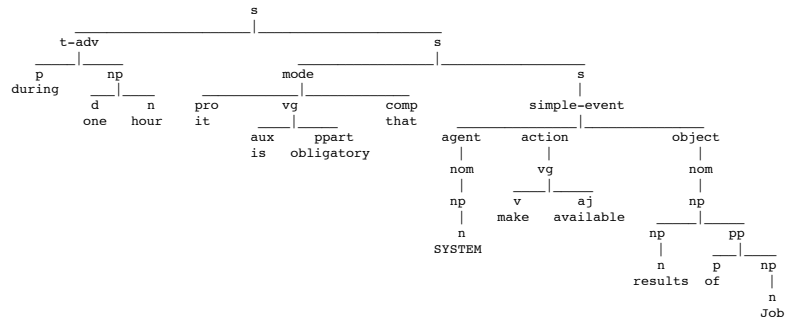 s
t-adv s
p np mode s
during
d n pro vg comp simple-event
one hour it that
aux ppart agent action object
is obligatory
nom vg nom
np v aj np
make available
n np pp
SYSTEM
n p np
results of
n
Job